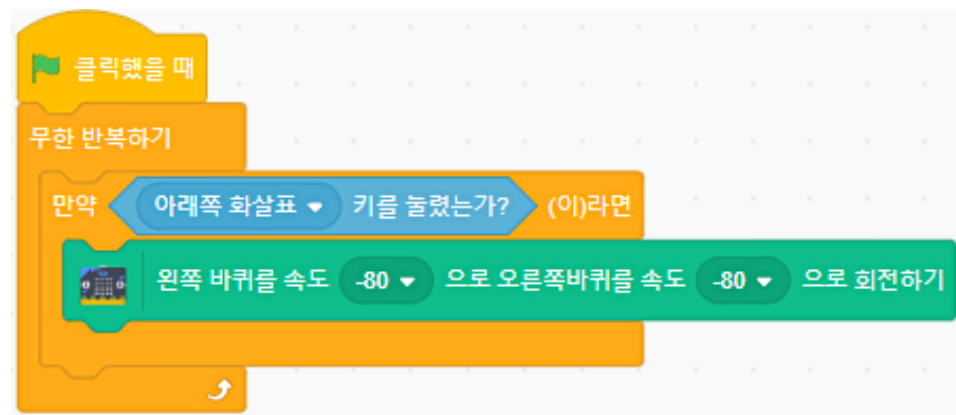 클릭했을 때
무한 반복하기
만약 아래쪽 화살표 키를 눌렀는가? (이)라면
왼쪽 바퀴를 속도 -80 으로 오른쪽바퀴를 속도 -80 으로 회전하기